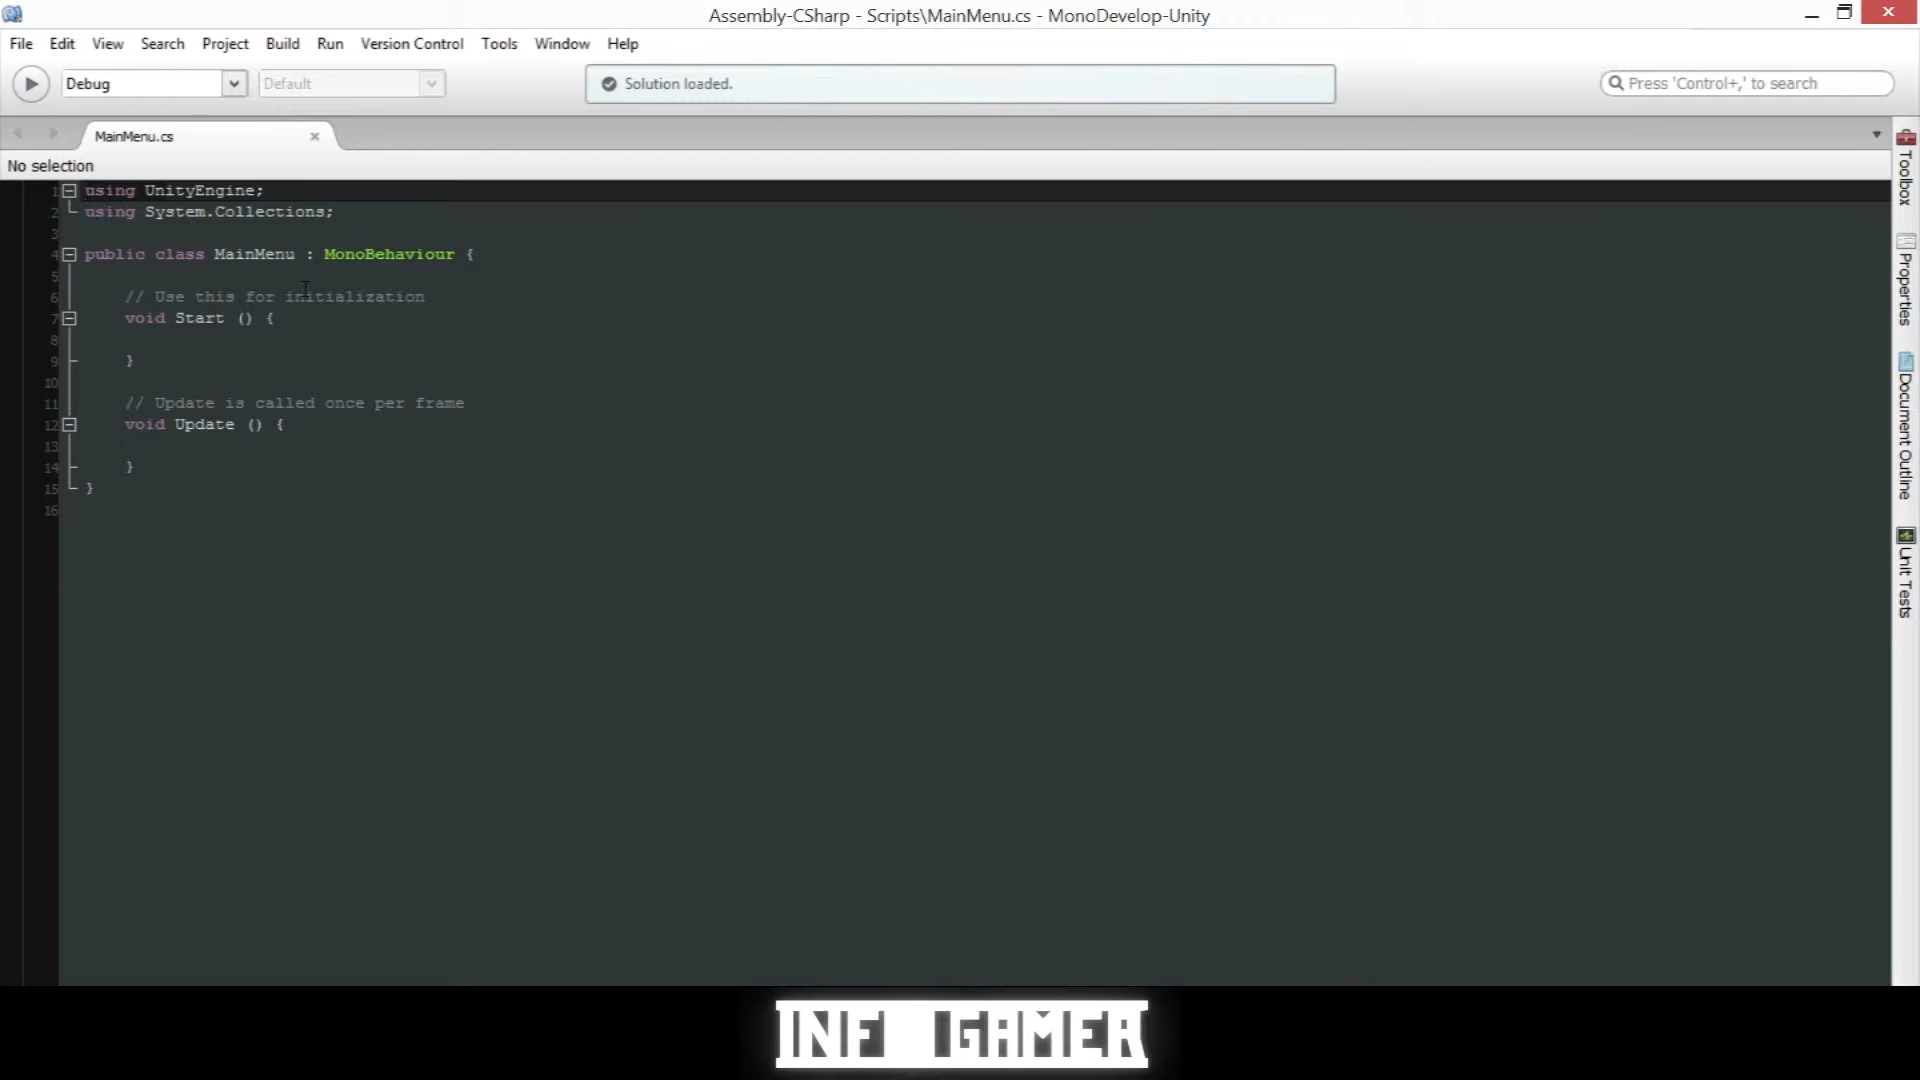 Assembly-CSharp - Scripts\MainMenu.cs - MonoDevelop-Unity
File Edit View Search Project Build Run Version Control Tools Window Help
Debug Default Solution loaded. Press 'Control+,' to search
MainMenu.cs
No selection
1 using UnityEngine;
2 using System.Collections;
3
4 public class MainMenu : MonoBehaviour {
5
6 // Use this for initialization
7 void Start () {
8
9 }
10
11 // Update is called once per frame
12 void Update () {
13
14 }
15 }
16
Toolbox
Properties
Document Outline
Unit Tests
INF GAMER